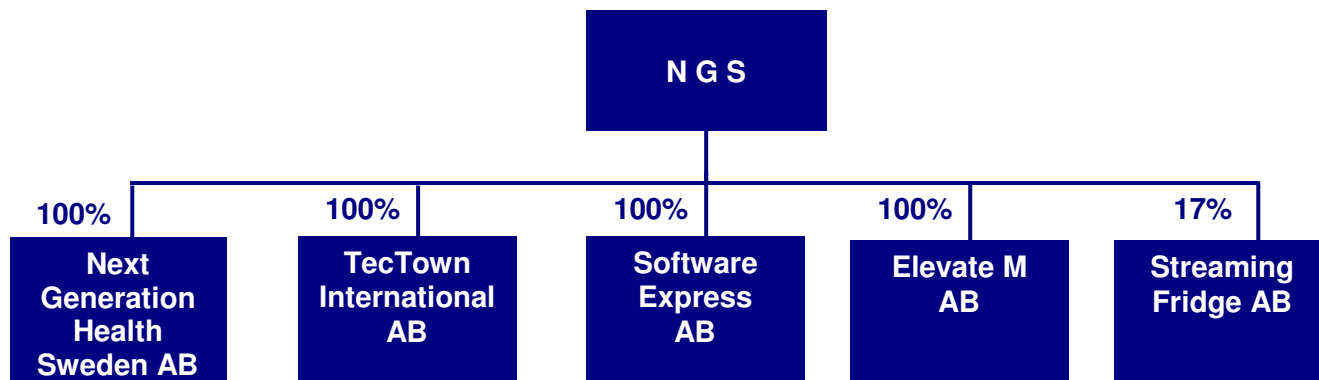 N G S
100%
100%
100%
100%
17%
Next
Generation
Health
Sweden AB
TecTown
International
AB
Software
Express
AB
Elevate M
AB
Streaming
Fridge AB